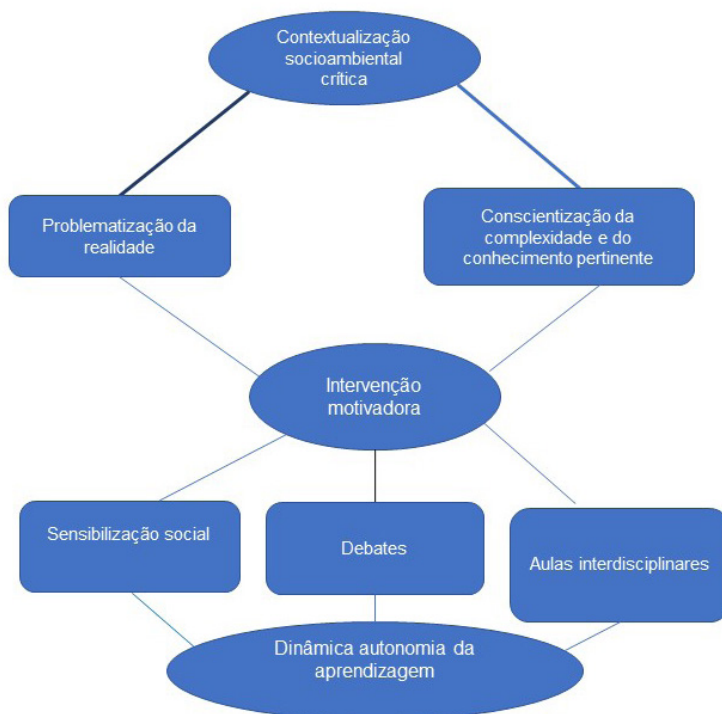 Contextualização
socioambiental
crítica
Problematização da
realidade
Conscientização da
complexidade e do
conhecimento pertinente
Intervenção
motivadora
Sensibilização social
Debates
Aulas interdisciplinares
Dinâmica autonomia da
aprendizagem